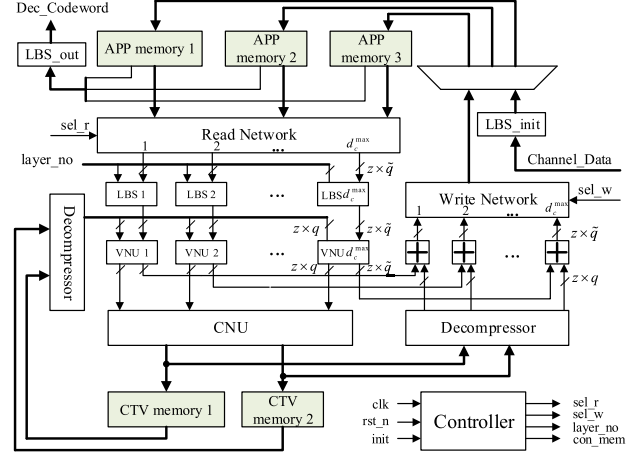 Dec_Codeword
LBS_out
APP memory 1
APP
memory 2
APP
memory 3
LBS_init
Channel_Data
sel_r
Read Network
1 2 ... d_c^max
layer_no
z × q̃
LBS 1
LBS 2
...
LBS d_c^max
Write Network
1 2 ... d_c^max
sel_w
Decompressor
z × q
z × q̃
VNU 1
VNU 2
...
VNU d_c^max
z × q
z × q̃
z × q̃
+ + ... +
z × q
CNU
Decompressor
CTV memory 1
CTV
memory 2
clk
rst_n
init
Controller
sel_r
sel_w
layer_no
con_mem